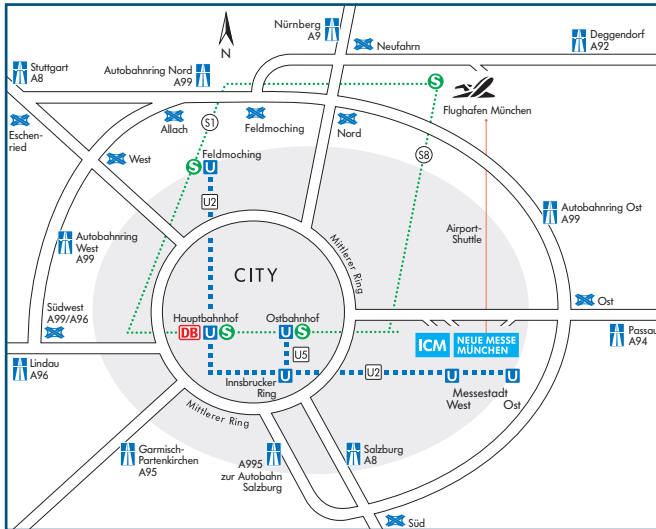 Nürnberg
A9
Deggendorf
A92
N
Neufahrn
Stuttgart
A8
Autobahnring Nord
A99
S
Flughafen München
Eschen-
ried
Allach
S1
Feldmoching
Nord
S8
West
S
Feldmoching
U
U2
Autobahnring Ost
A99
Autobahnring
West
A99
Mittlerer Ring
Airport-
Shuttle
CITY
Südwest
A99/A96
Hauptbahnhof
Ostbahnhof
Ost
DB
U
S
U
S
ICM
NEUE MESSE
MÜNCHEN
Passau
A94
U5
Lindau
A96
Innsbrucker
Ring
U
U2
U
U
Messestadt
West
Ost
Mittlerer Ring
Garmisch-
Partenkirchen
A95
A995
zur Autobahn
Salzburg
Salzburg
A8
Süd